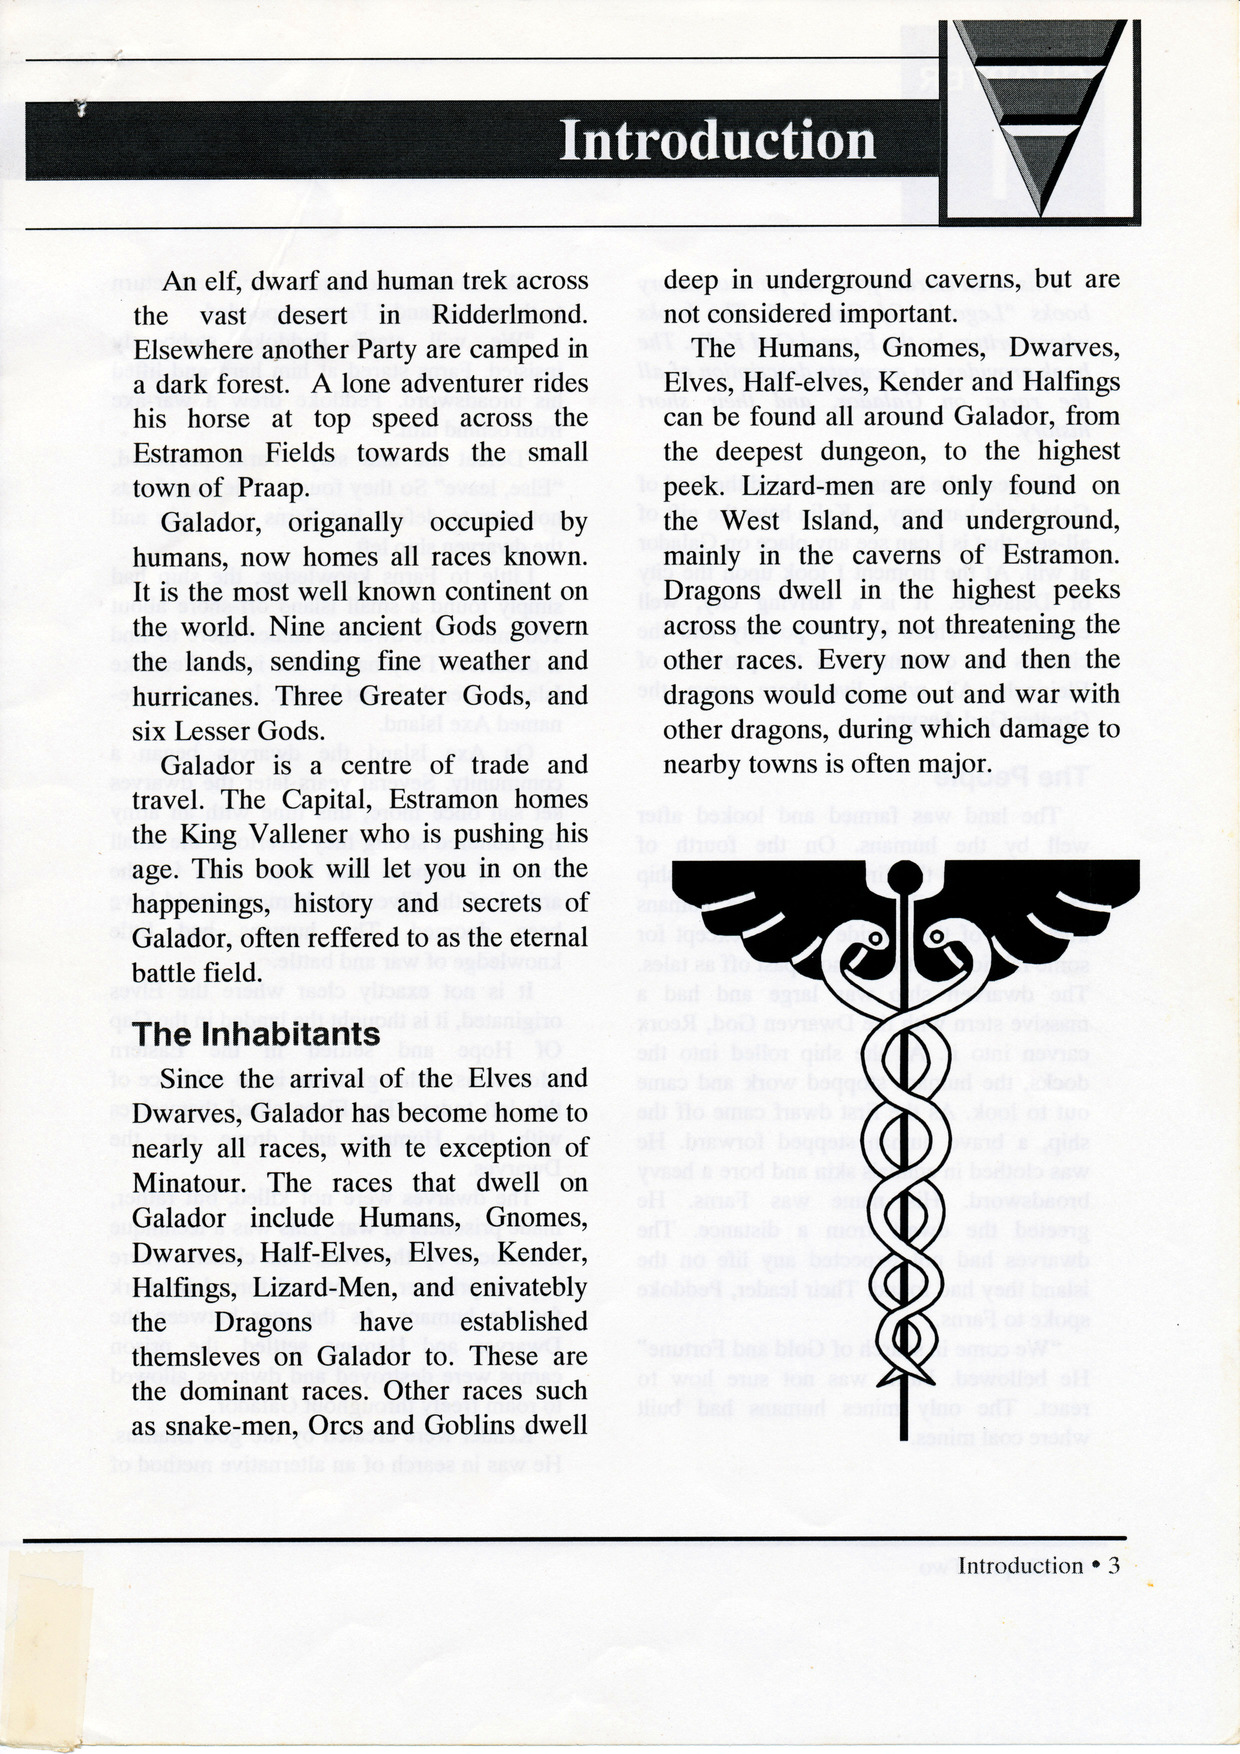 Introduction
An elf, dwarf and human trek across
the vast desert in Ridderlmond.
Elsewhere another Party are camped in
a dark forest. A lone adventurer rides
his horse at top speed across the
Estramon Fields towards the small
town of Praap.
Galador, origanally occupied by
humans, now homes all races known.
It is the most well known continent on
the world. Nine ancient Gods govern
the lands, sending fine weather and
hurricanes. Three Greater Gods, and
six Lesser Gods.
Galador is a centre of trade and
travel. The Capital, Estramon homes
the King Vallener who is pushing his
age. This book will let you in on the
happenings, history and secrets of
Galador, often reffered to as the eternal
battle field.
The Inhabitants
Since the arrival of the Elves and
Dwarves, Galador has become home to
nearly all races, with te exception of
Minatour. The races that dwell on
Galador include Humans, Gnomes,
Dwarves, Half-Elves, Elves, Kender,
Halfings, Lizard-Men, and enivatebly
the Dragons have established
themsleves on Galador to. These are
the dominant races. Other races such
as snake-men, Orcs and Goblins dwell
deep in underground caverns, but are
not considered important.
The Humans, Gnomes, Dwarves,
Elves, Half-elves, Kender and Halfings
can be found all around Galador, from
the deepest dungeon, to the highest
peek. Lizard-men are only found on
the West Island, and underground,
mainly in the caverns of Estramon.
Dragons dwell in the highest peeks
across the country, not threatening the
other races. Every now and then the
dragons would come out and war with
other dragons, during which damage to
nearby towns is often major.
Introduction • 3